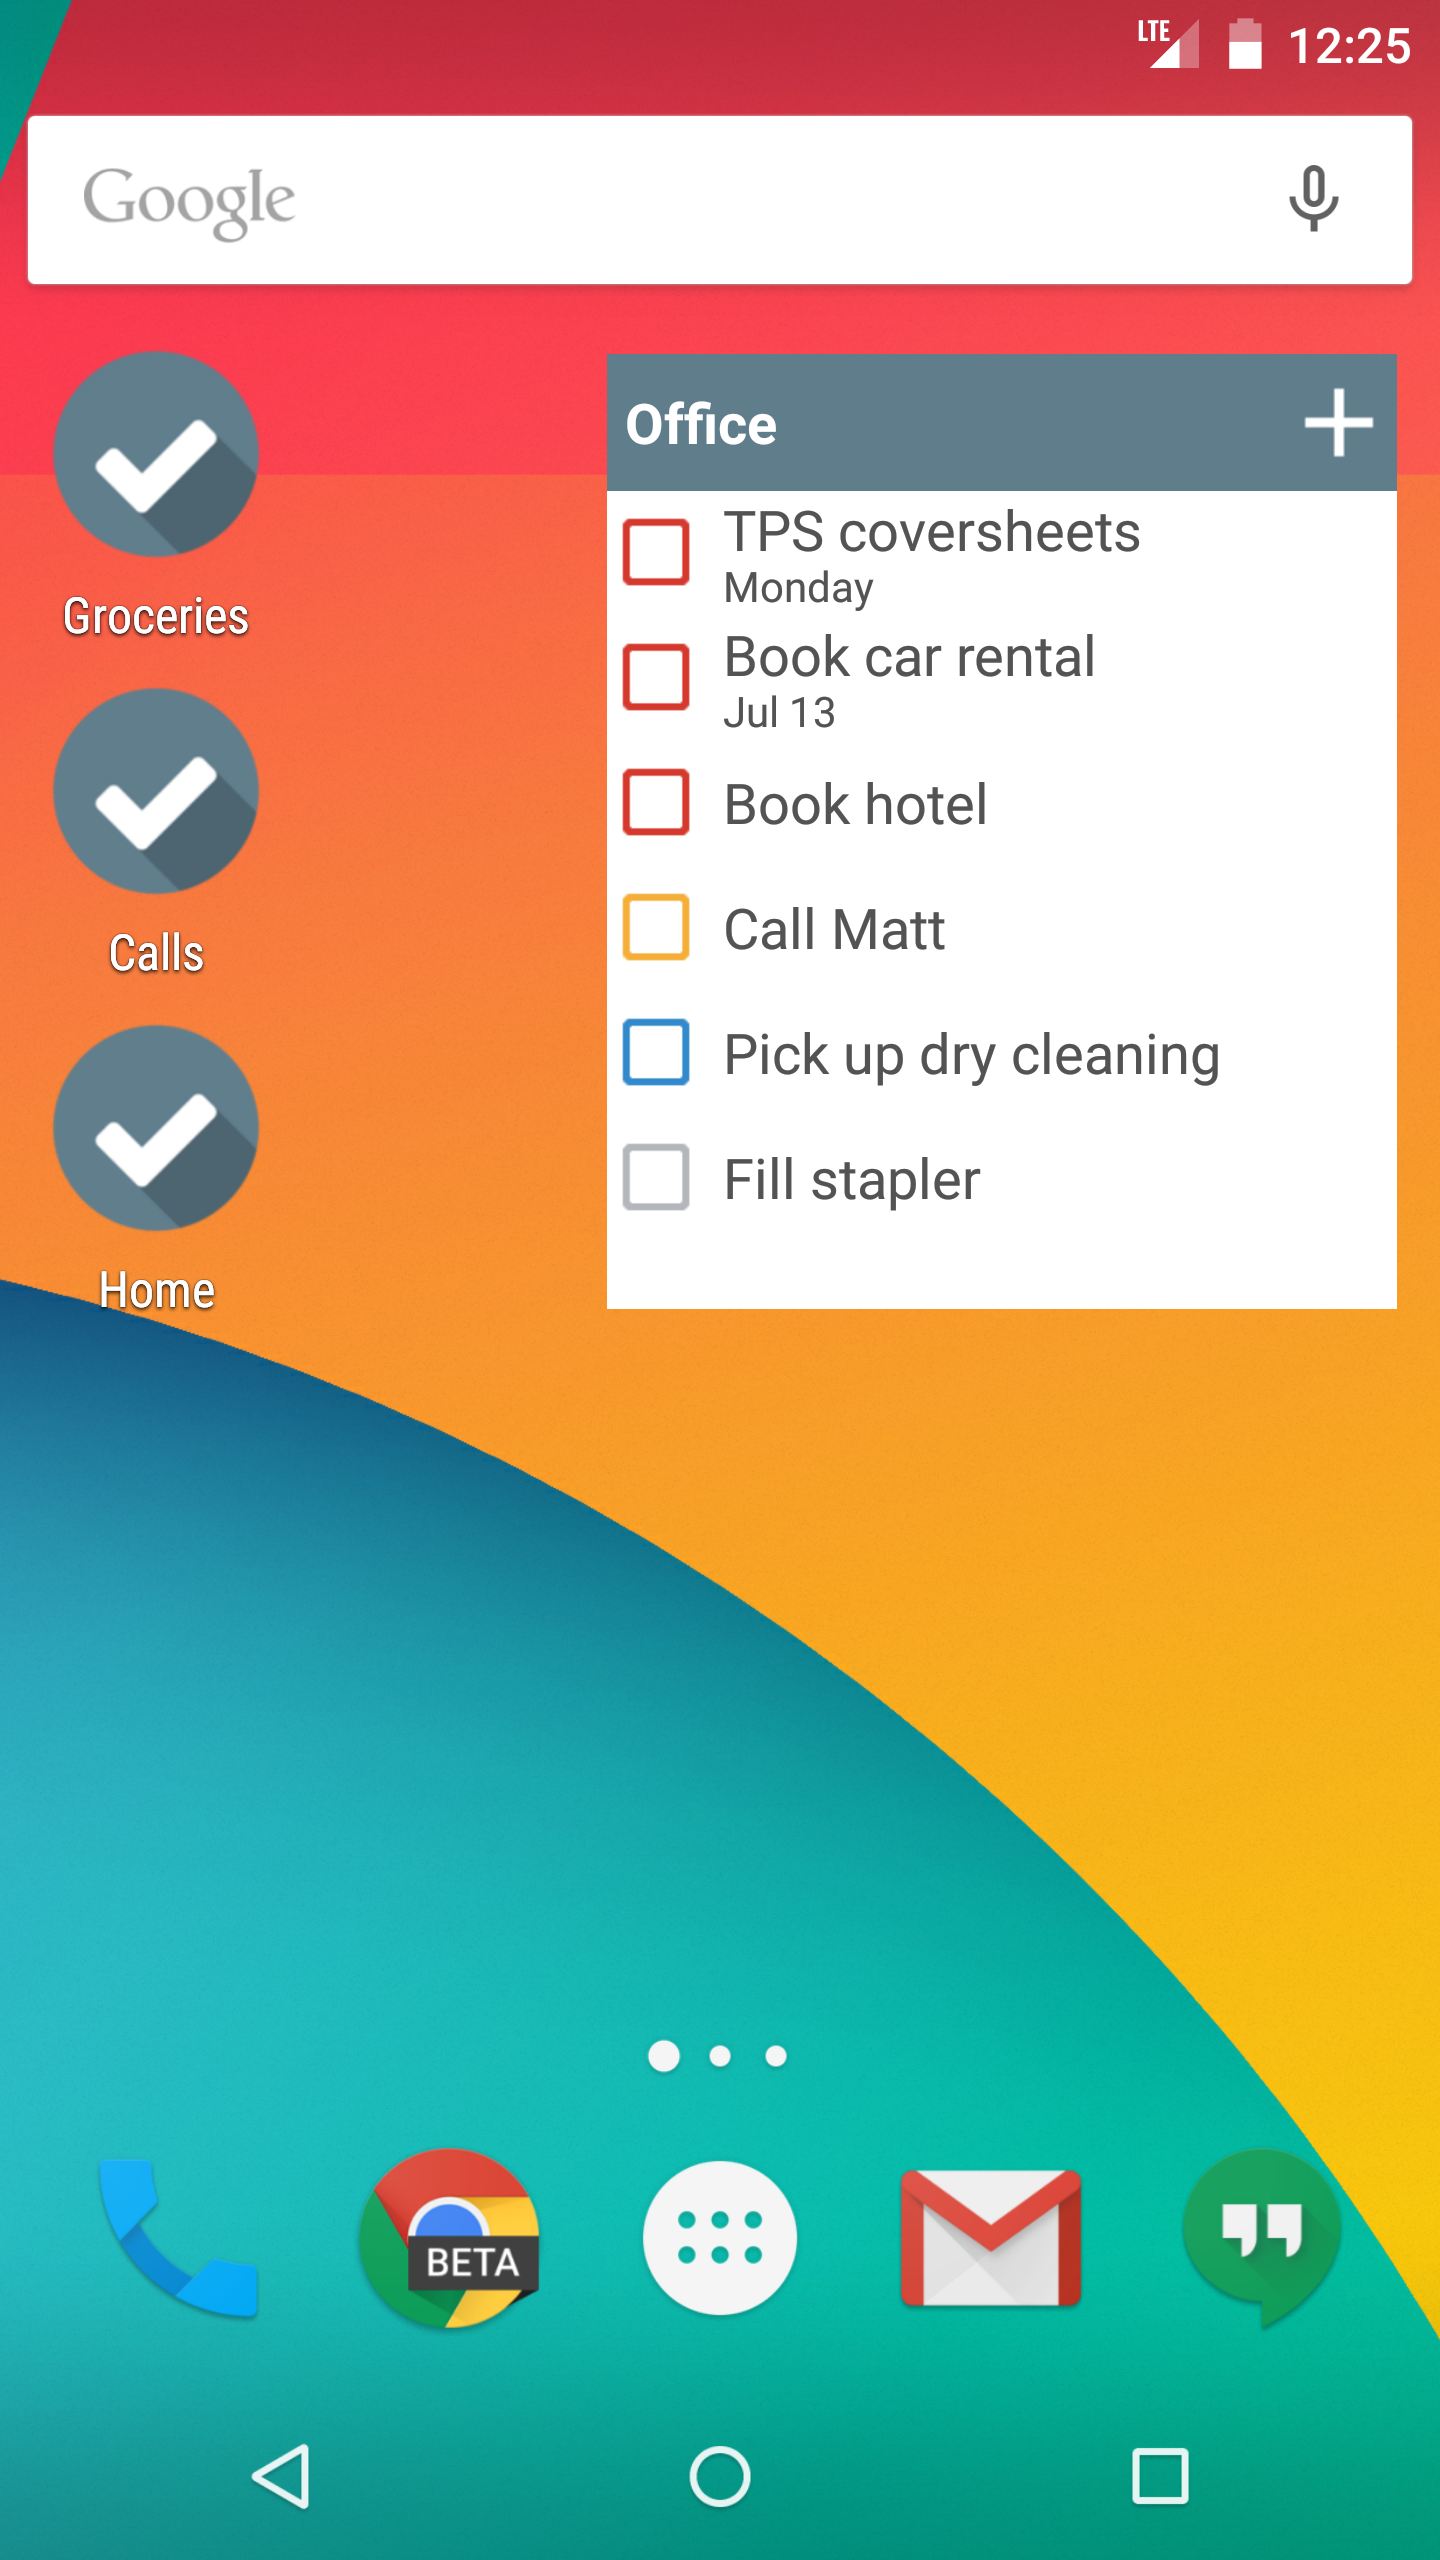 LTE 12:25
Google
Office
TPS coversheets
Monday
Book car rental
Jul 13
Book hotel
Call Matt
Pick up dry cleaning
Fill stapler
Groceries
Calls
Home
BETA